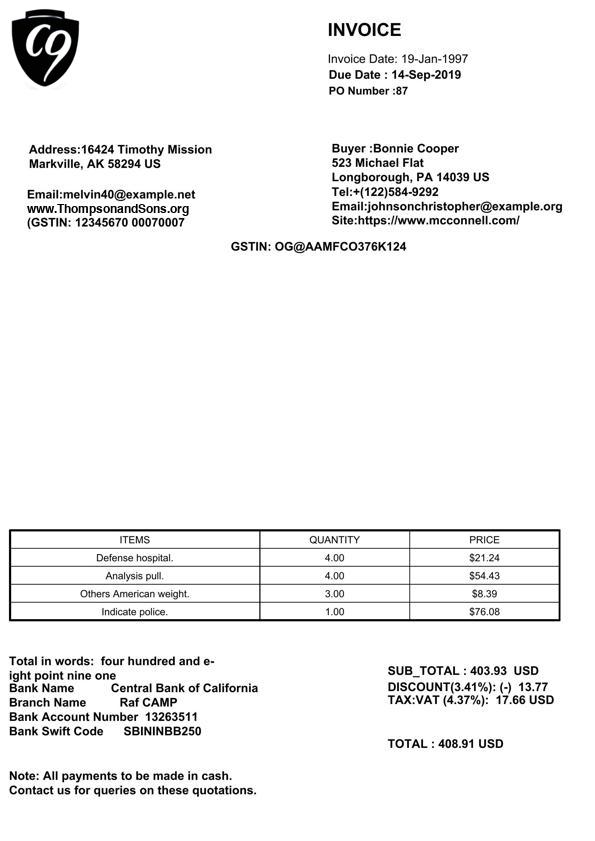 C9
INVOICE
Invoice Date: 19-Jan-1997
Due Date : 14-Sep-2019
PO Number :87
Address:16424 Timothy Mission
Markville, AK 58294 US
Email:melvin40@example.net
www.ThompsonandSons.org
(GSTIN: 12345670 00070007
Buyer :Bonnie Cooper
523 Michael Flat
Longborough, PA 14039 US
Tel:+(122)584-9292
Email:johnsonchristopher@example.org
Site:https://www.mcconnell.com/
GSTIN: OG@AAMFCO376K124
ITEMS QUANTITY PRICE
Defense hospital. 4.00 $21.24
Analysis pull. 4.00 $54.43
Others American weight. 3.00 $8.39
Indicate police. 1.00 $76.08
Total in words: four hundred and e-
ight point nine one
Bank Name Central Bank of California
Branch Name Raf CAMP
Bank Account Number 13263511
Bank Swift Code SBININBB250
SUB_TOTAL : 403.93 USD
DISCOUNT(3.41%): (-) 13.77
TAX:VAT (4.37%): 17.66 USD
TOTAL : 408.91 USD
Note: All payments to be made in cash.
Contact us for queries on these quotations.